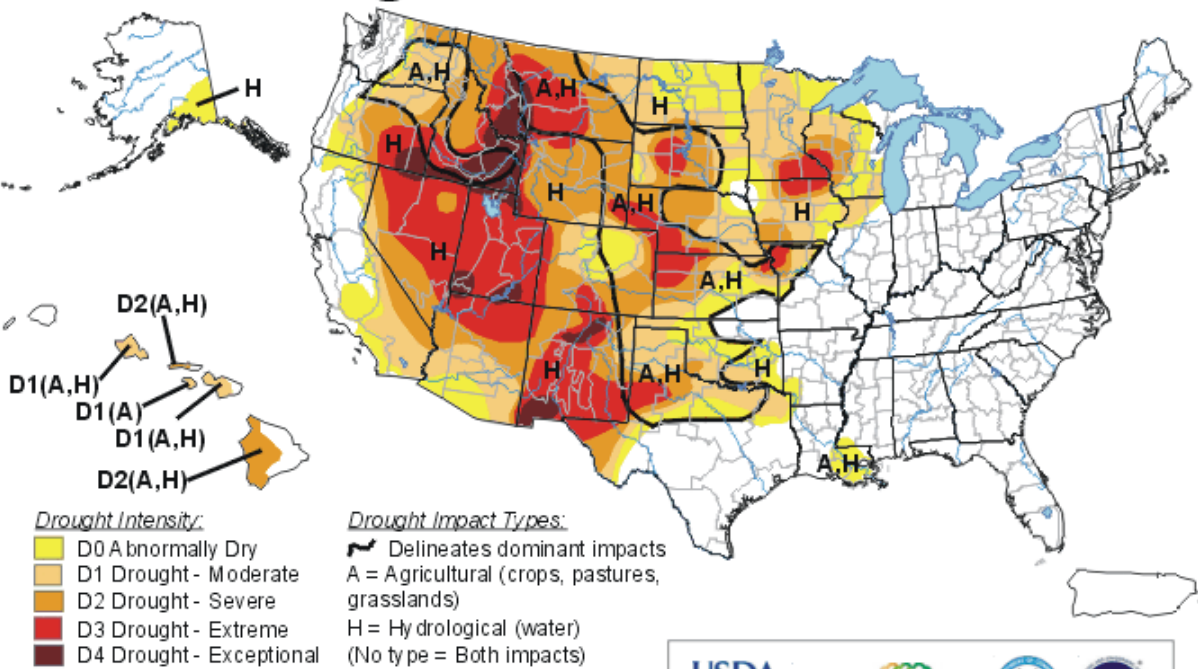 H
A,H
A,H
H
H
H
A,H
H
H
A,H
D2(A,H)
H
A,H
H
D1(A,H)
D1(A)
D1(A,H)
A,H
D2(A,H)
Drought Intensity:
D0 Abnormally Dry
D1 Drought - Moderate
D2 Drought - Severe
D3 Drought - Extreme
D4 Drought - Exceptional
Drought Impact Types:
Delineates dominant impacts
A = Agricultural (crops, pastures,
grasslands)
H = Hydrological (water)
(No type = Both impacts)
USDA